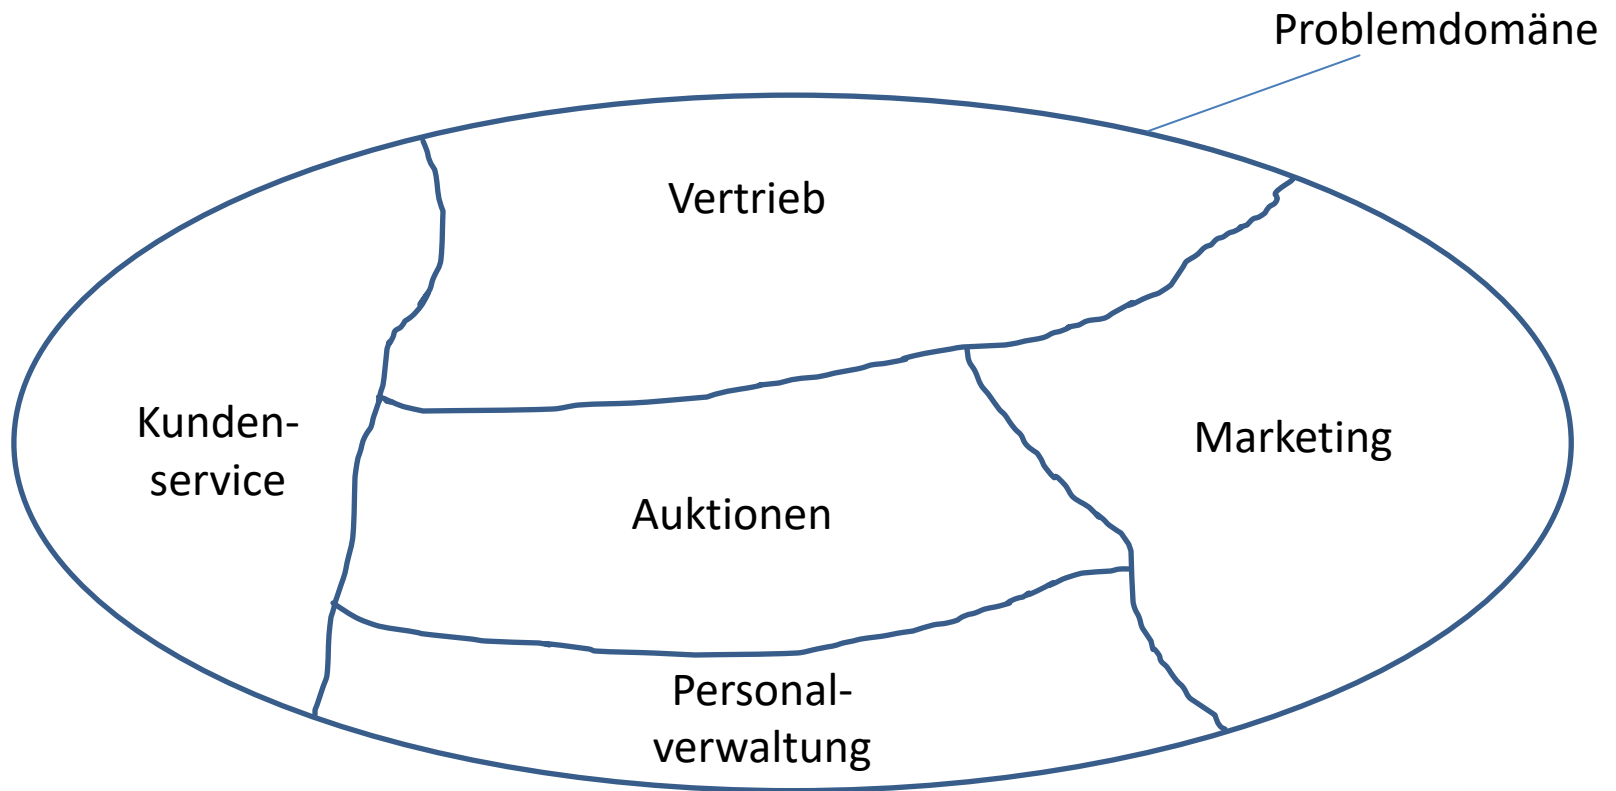 Problemdomäne
Vertrieb
Kunden-
service
Marketing
Auktionen
Personal-
verwaltung